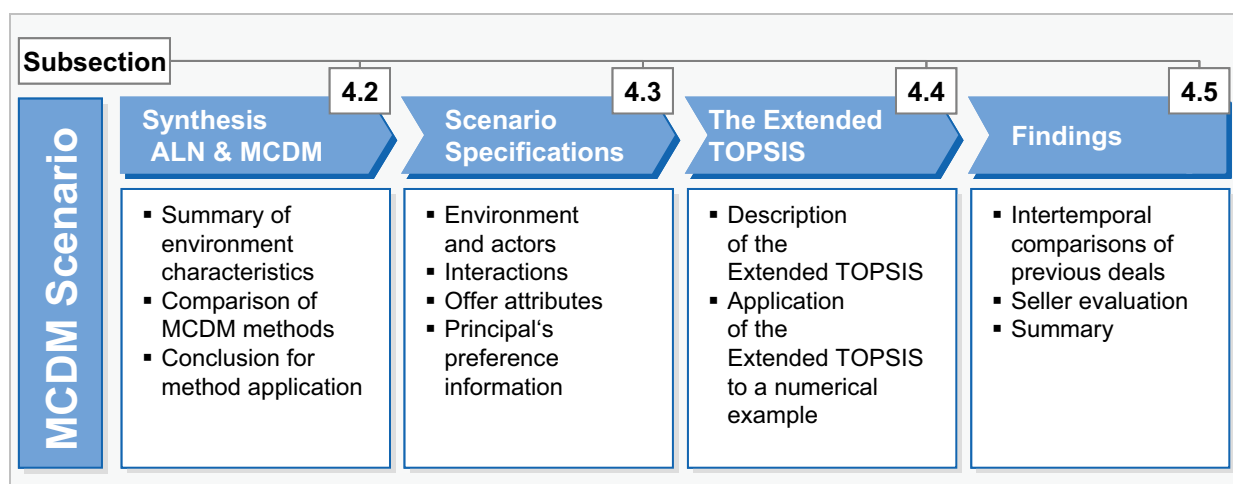 Subsection
4.2
4.3
4.4
4.5
MCDM Scenario
Synthesis
ALN & MCDM
▪ Summary of
environment
characteristics
▪ Comparison of
MCDM methods
▪ Conclusion for
method application
Scenario
Specifications
▪ Environment
and actors
▪ Interactions
▪ Offer attributes
▪ Principal‘s
preference
information
The Extended
TOPSIS
▪ Description
of the
Extended TOPSIS
▪ Application
of the
Extended TOPSIS
to a numerical
example
Findings
▪ Intertemporal
comparisons of
previous deals
▪ Seller evaluation
▪ Summary